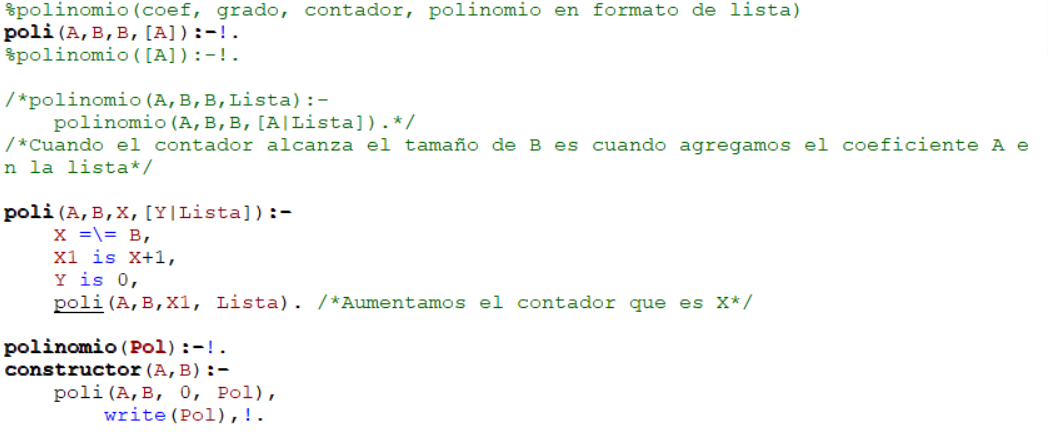 %polinomio(coef, grado, contador, polinomio en formato de lista)
poli(A,B,B,[A]):-!.
%polinomio([A]):-!.
/*polinomio(A,B,B,Lista):-
polinomio(A,B,B,[A|Lista]).*/
/*Cuando el contador alcanza el tamaño de B es cuando agregamos el coeficiente A e
n la lista*/
poli(A,B,X,[Y|Lista]):-
X =\= B,
X1 is X+1,
Y is 0,
poli(A,B,X1, Lista). /*Aumentamos el contador que es X*/
polinomio(Pol):-!.
constructor(A,B):-
poli(A,B, 0, Pol),
write(Pol),!.